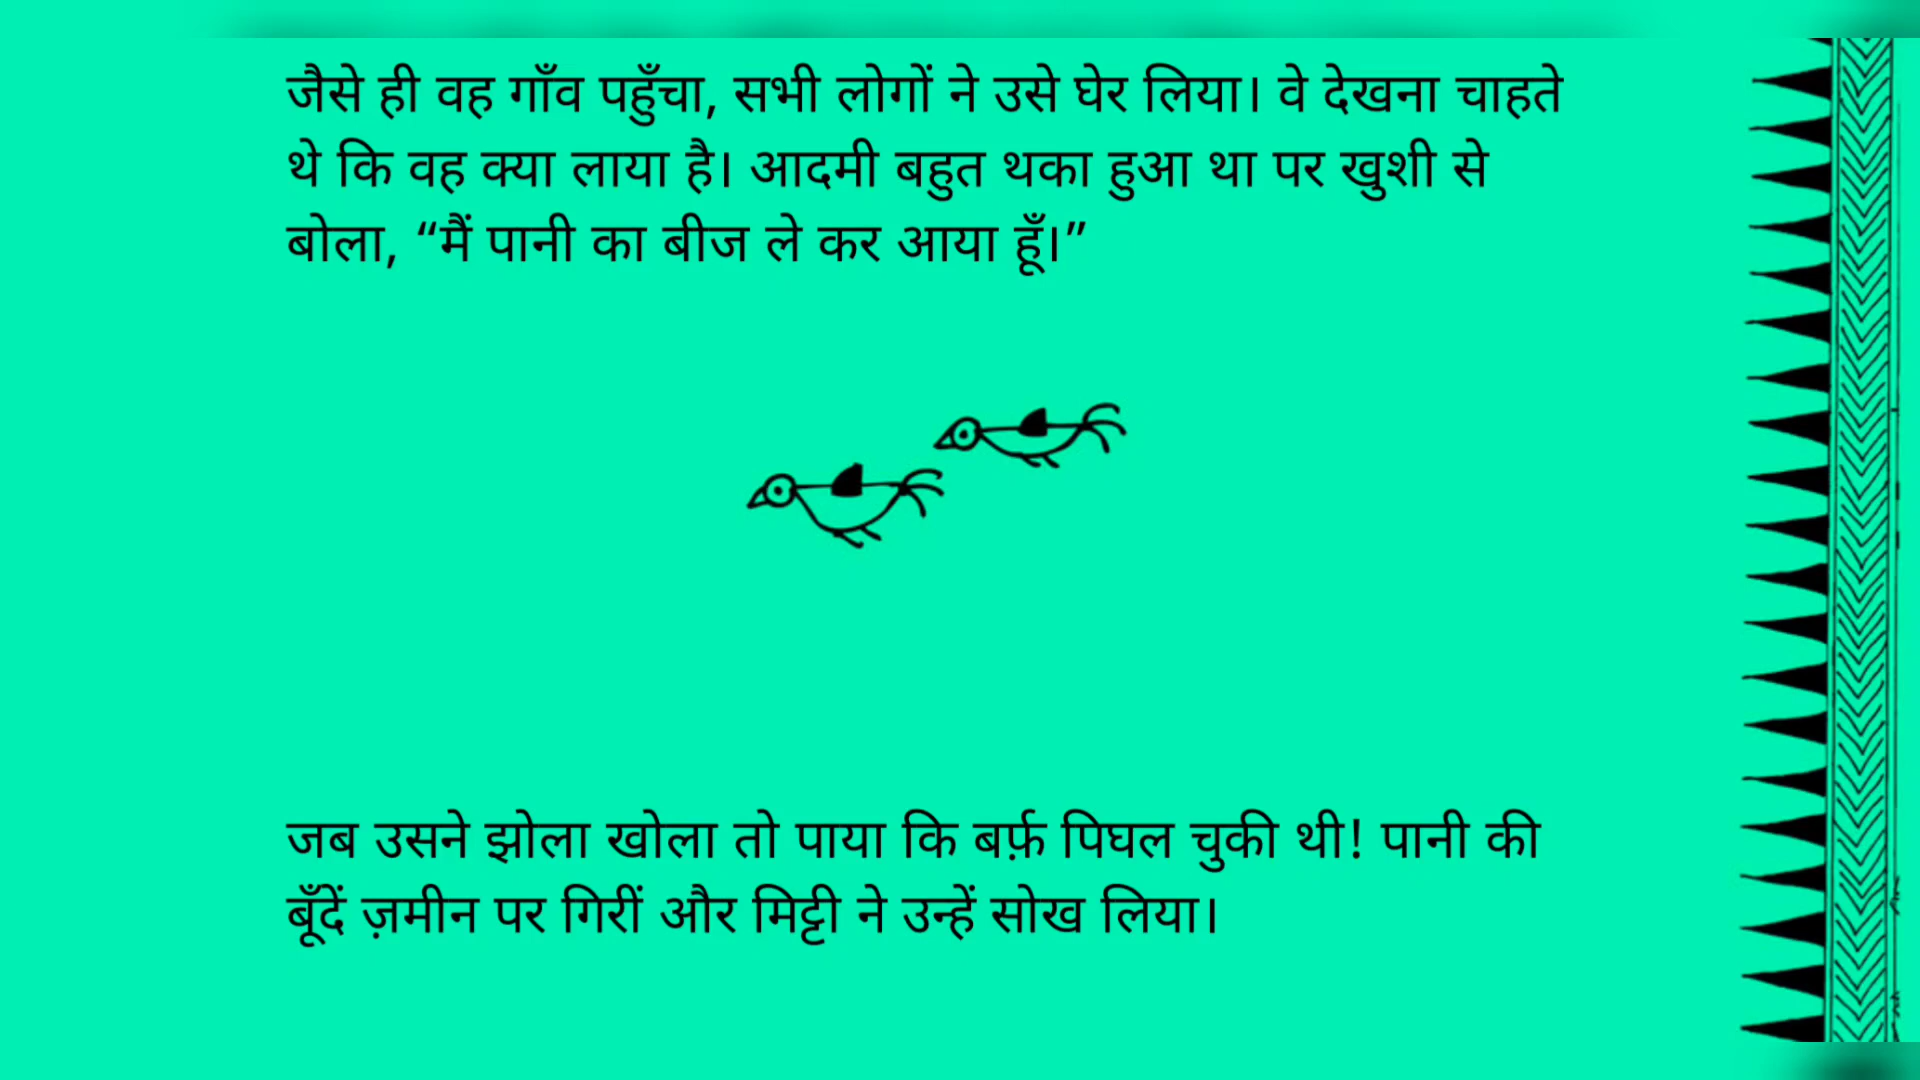 जैसे ही वह गाँव पहुँचा, सभी लोगों ने उसे घेर लिया। वे देखना चाहते
थे कि वह क्या लाया है। आदमी बहुत थका हुआ था पर खुशी से
बोला, “मैं पानी का बीज ले कर आया हूँ।”
जब उसने झोला खोला तो पाया कि बर्फ़ पिघल चुकी थी! पानी की
बूँदें ज़मीन पर गिरीं और मिट्टी ने उन्हें सोख लिया।